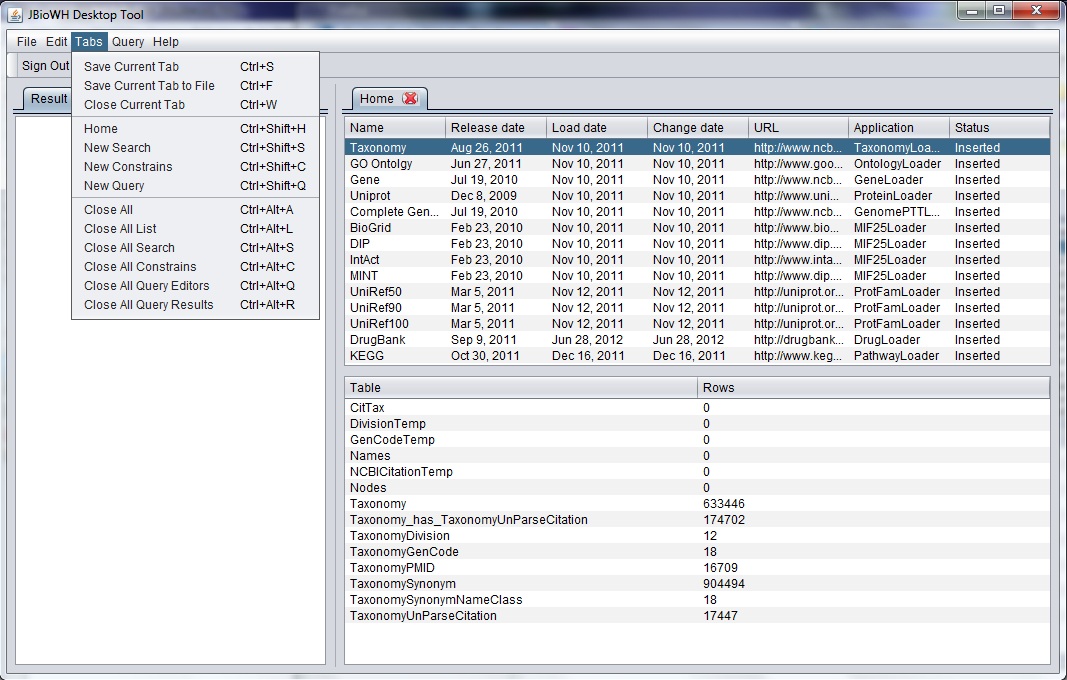 JBioWH Desktop Tool
File Edit Tabs Query Help
Sign Out
Save Current Tab Ctrl+S
Save Current Tab to File Ctrl+F
Close Current Tab Ctrl+W
Home Ctrl+Shift+H
New Search Ctrl+Shift+S
New Constrains Ctrl+Shift+C
New Query Ctrl+Shift+Q
Close All Ctrl+Alt+A
Close All List Ctrl+Alt+L
Close All Search Ctrl+Alt+S
Close All Constrains Ctrl+Alt+C
Close All Query Editors Ctrl+Alt+Q
Close All Query Results Ctrl+Alt+R
Result
Home
Name Release date Load date Change date URL Application Status
Taxonomy Aug 26, 2011 Nov 10, 2011 Nov 10, 2011 http://www.ncb... TaxonomyLoa... Inserted
GO Ontolgy Jun 27, 2011 Nov 10, 2011 Nov 10, 2011 http://www.goo... OntologyLoader Inserted
Gene Jul 19, 2010 Nov 10, 2011 Nov 10, 2011 http://www.ncb... GeneLoader Inserted
Uniprot Dec 8, 2009 Nov 10, 2011 Nov 10, 2011 http://www.uni... ProteinLoader Inserted
Complete Gen... Jul 19, 2010 Nov 10, 2011 Nov 10, 2011 http://www.ncb... GenomePTTL... Inserted
BioGrid Feb 23, 2010 Nov 10, 2011 Nov 10, 2011 http://www.bio... MIF25Loader Inserted
DIP Feb 23, 2010 Nov 10, 2011 Nov 10, 2011 http://www.dip.... MIF25Loader Inserted
IntAct Feb 23, 2010 Nov 10, 2011 Nov 10, 2011 http://www.inta... MIF25Loader Inserted
MINT Feb 23, 2010 Nov 10, 2011 Nov 10, 2011 http://www.dip.... MIF25Loader Inserted
UniRef50 Mar 5, 2011 Nov 12, 2011 Nov 12, 2011 http://uniprot.or... ProtFamLoader Inserted
UniRef90 Mar 5, 2011 Nov 12, 2011 Nov 12, 2011 http://uniprot.or... ProtFamLoader Inserted
UniRef100 Mar 5, 2011 Nov 12, 2011 Nov 12, 2011 http://uniprot.or... ProtFamLoader Inserted
DrugBank Sep 9, 2011 Jun 28, 2012 Jun 28, 2012 http://drugbank... DrugLoader Inserted
KEGG Oct 30, 2011 Dec 16, 2011 Dec 16, 2011 http://www.keg... PathwayLoader Inserted
Table Rows
CitTax 0
DivisionTemp 0
GenCodeTemp 0
Names 0
NCBICitationTemp 0
Nodes 0
Taxonomy 633446
Taxonomy_has_TaxonomyUnParseCitation 174702
TaxonomyDivision 12
TaxonomyGenCode 18
TaxonomyPMID 16709
TaxonomySynonym 904494
TaxonomySynonymNameClass 18
TaxonomyUnParseCitation 17447